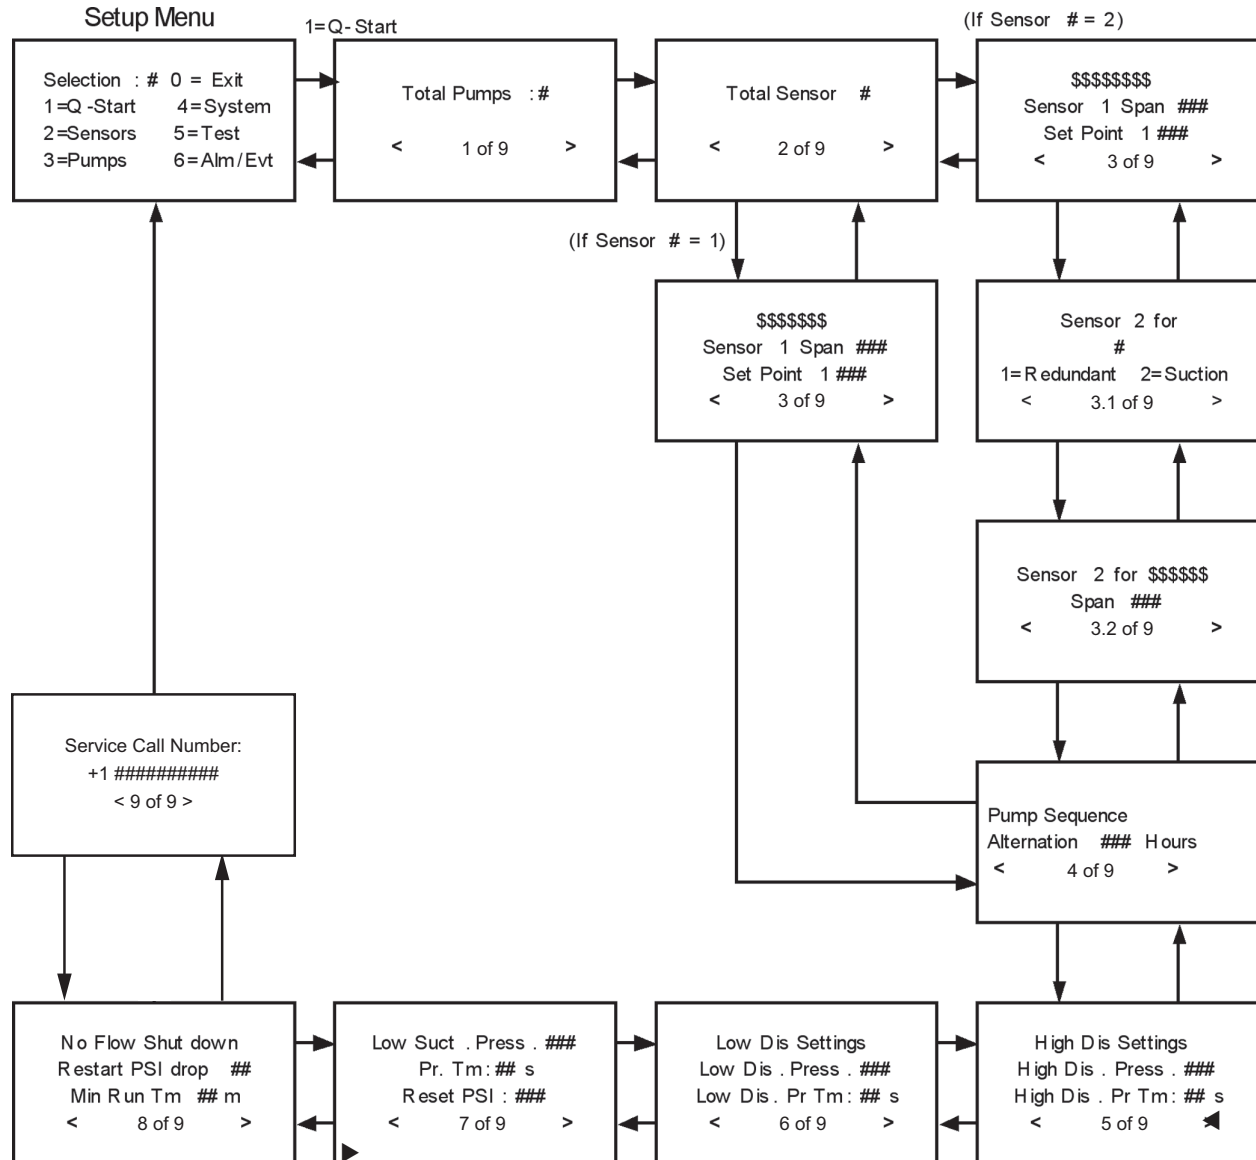 Setup Menu
1=Q-Start
(If Sensor # = 2)
Selection : # 0 = Exit
1=Q -Start 4=System
2=Sensors 5=Test
3=Pumps 6=Alm/Evt
Total Pumps :#
< 1 of 9 >
Total Sensor #
< 2 of 9 >
$$$$$$$$
Sensor 1 Span ###
Set Point 1 ###
< 3 of 9 >
(If Sensor # = 1)
$$$$$$$
Sensor 1 Span ###
Set Point 1 ###
< 3 of 9 >
Sensor 2 for
#
1=Redundant 2=Suction
< 3.1 of 9 >
Sensor 2 for $$$$$$
Span ###
< 3.2 of 9 >
Service Call Number:
+1 ##########
< 9 of 9 >
Pump Sequence
Alternation ### Hours
< 4 of 9 >
No Flow Shut down
Restart PSI drop ##
Min Run Tm ## m
< 8 of 9 >
Low Suct . Press . ###
Pr. Tm: ## s
Reset PSI : ###
< 7 of 9 >
Low Dis Settings
Low Dis . Press . ###
Low Dis . Pr Tm: ## s
< 6 of 9 >
High Dis Settings
High Dis . Press . ###
High Dis . Pr Tm: ## s
< 5 of 9